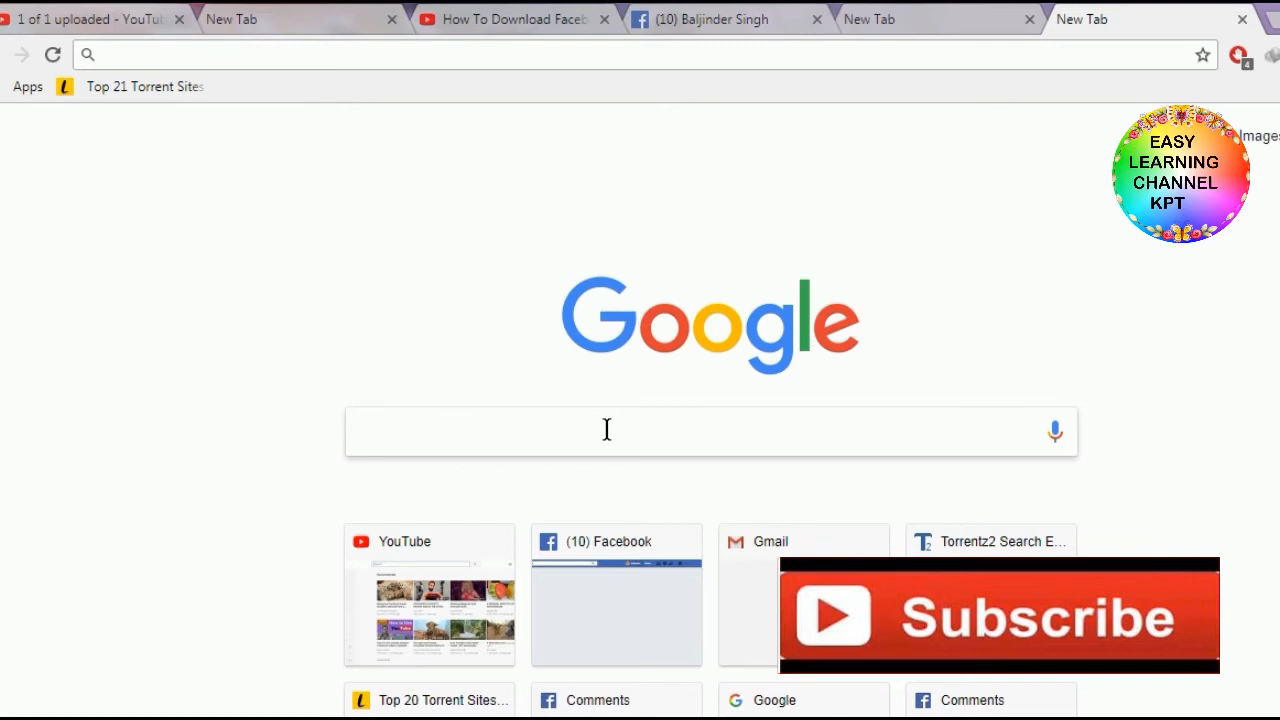 1 of 1 uploaded - YouTu
New Tab
How To Download Faceb
(10) Baljinder Singh
New Tab
New Tab
4
Apps
Top 21 Torrent Sites
Images
EASY
LEARNING
CHANNEL
KPT
Google
YouTube
(10) Facebook
Gmail
Torrentz2 Search E...
Subscribe
Top 20 Torrent Sites...
Comments
Google
Comments